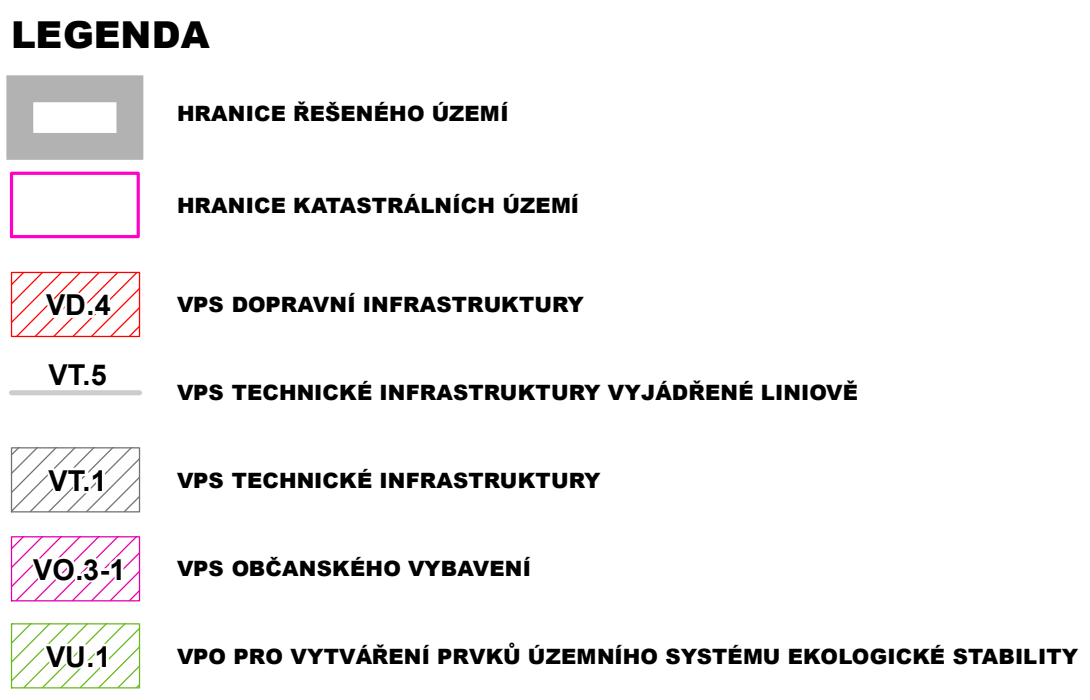 LEGENDA
HRANICE ŘEŠENÉHO ÚZEMÍ
HRANICE KATASTRÁLNÍCH ÚZEMÍ
VD.4 VPS DOPRAVNÍ INFRASTRUKTURY
VT.5 VPS TECHNICKÉ INFRASTRUKTURY VYJÁDŘENÉ LINIOVĚ
VT.1 VPS TECHNICKÉ INFRASTRUKTURY
VO.3-1 VPS OBČANSKÉHO VYBAVENÍ
VU.1 VPO PRO VYTVÁŘENÍ PRVKŮ ÚZEMNÍHO SYSTÉMU EKOLOGICKÉ STABILITY